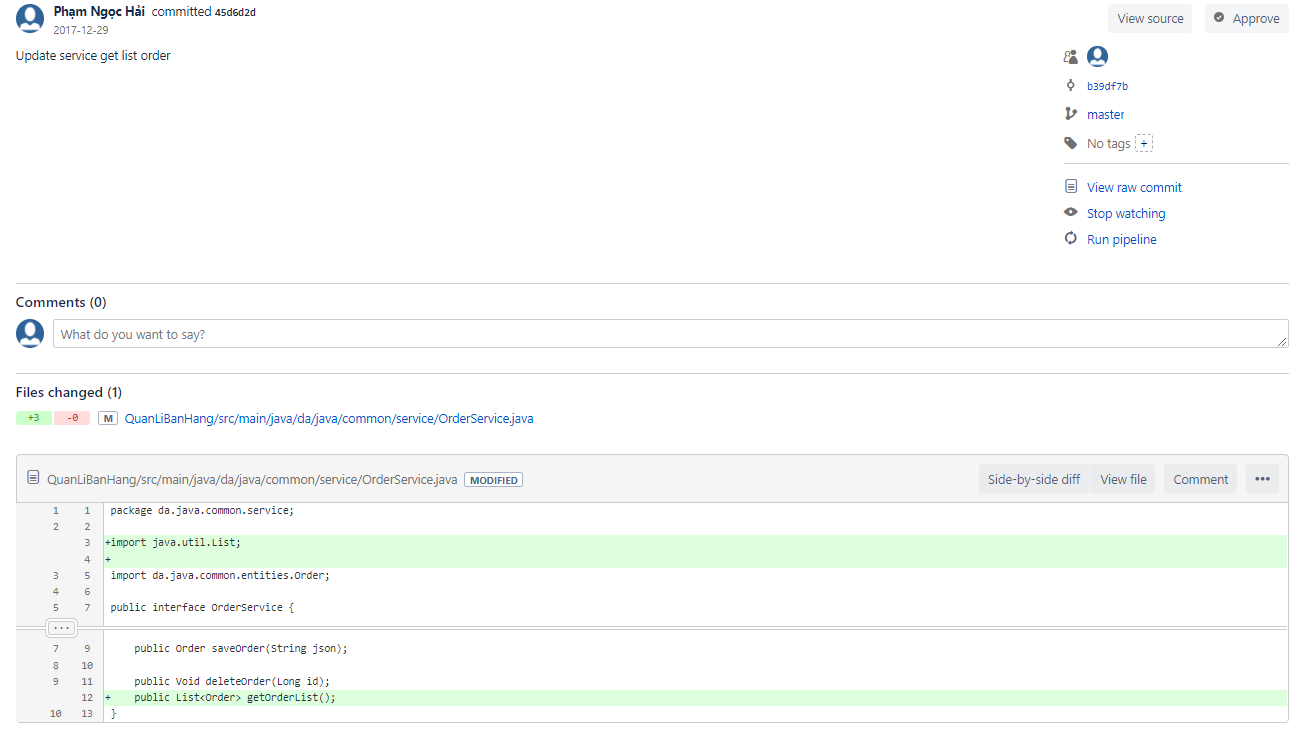 Phạm Ngọc Hải committed 45d6d2d
2017-12-29
View source
Approve
Update service get list order
b39df7b
master
No tags +
View raw commit
Stop watching
Run pipeline
Comments (0)
What do you want to say?
Files changed (1)
+3 -0 M QuanLiBanHang/src/main/java/da/java/common/service/OrderService.java
QuanLiBanHang/src/main/java/da/java/common/service/OrderService.java MODIFIED
Side-by-side diff View file Comment •••
1 1 package da.java.common.service;
2 2
3 +import java.util.List;
4 +
3 5 import da.java.common.entities.Order;
4 6
5 7 public interface OrderService {
...
7 9 public Order saveOrder(String json);
8 10
9 11 public Void deleteOrder(Long id);
12 + public List<Order> getOrderList();
10 13 }